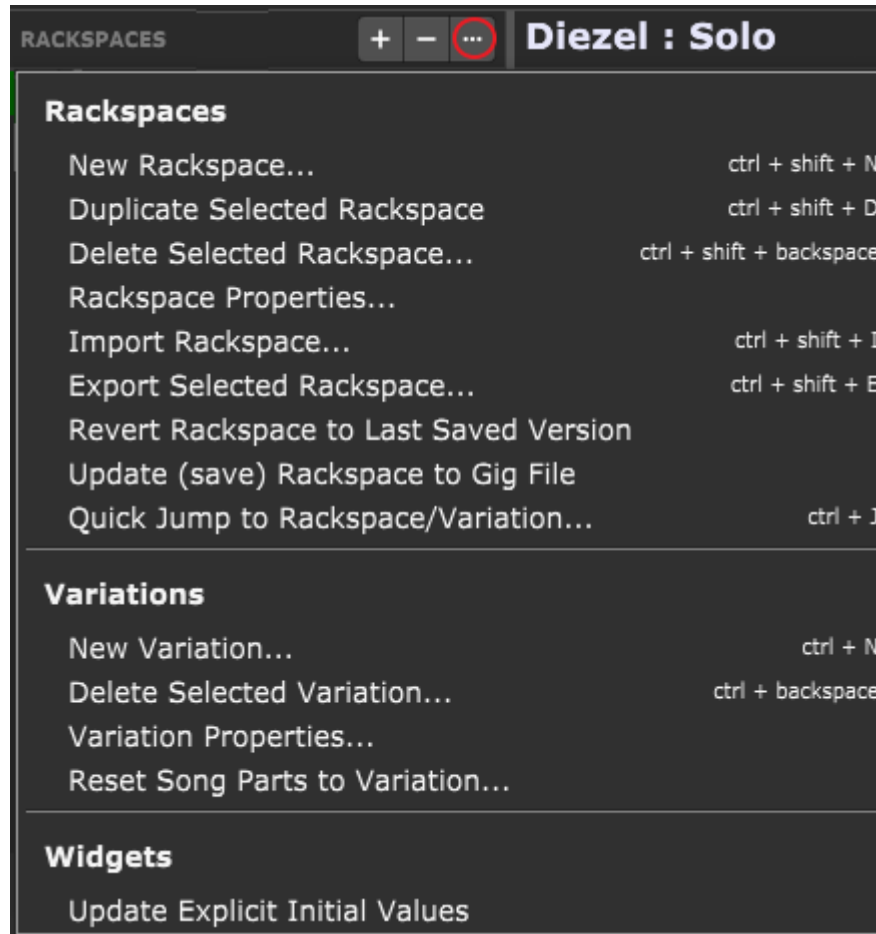 RACKSPACES + − ... Diezel : Solo
Rackspaces
New Rackspace... ctrl + shift + N
Duplicate Selected Rackspace ctrl + shift + D
Delete Selected Rackspace... ctrl + shift + backspace
Rackspace Properties...
Import Rackspace... ctrl + shift + I
Export Selected Rackspace... ctrl + shift + E
Revert Rackspace to Last Saved Version
Update (save) Rackspace to Gig File
Quick Jump to Rackspace/Variation... ctrl + J
Variations
New Variation... ctrl + N
Delete Selected Variation... ctrl + backspace
Variation Properties...
Reset Song Parts to Variation...
Widgets
Update Explicit Initial Values